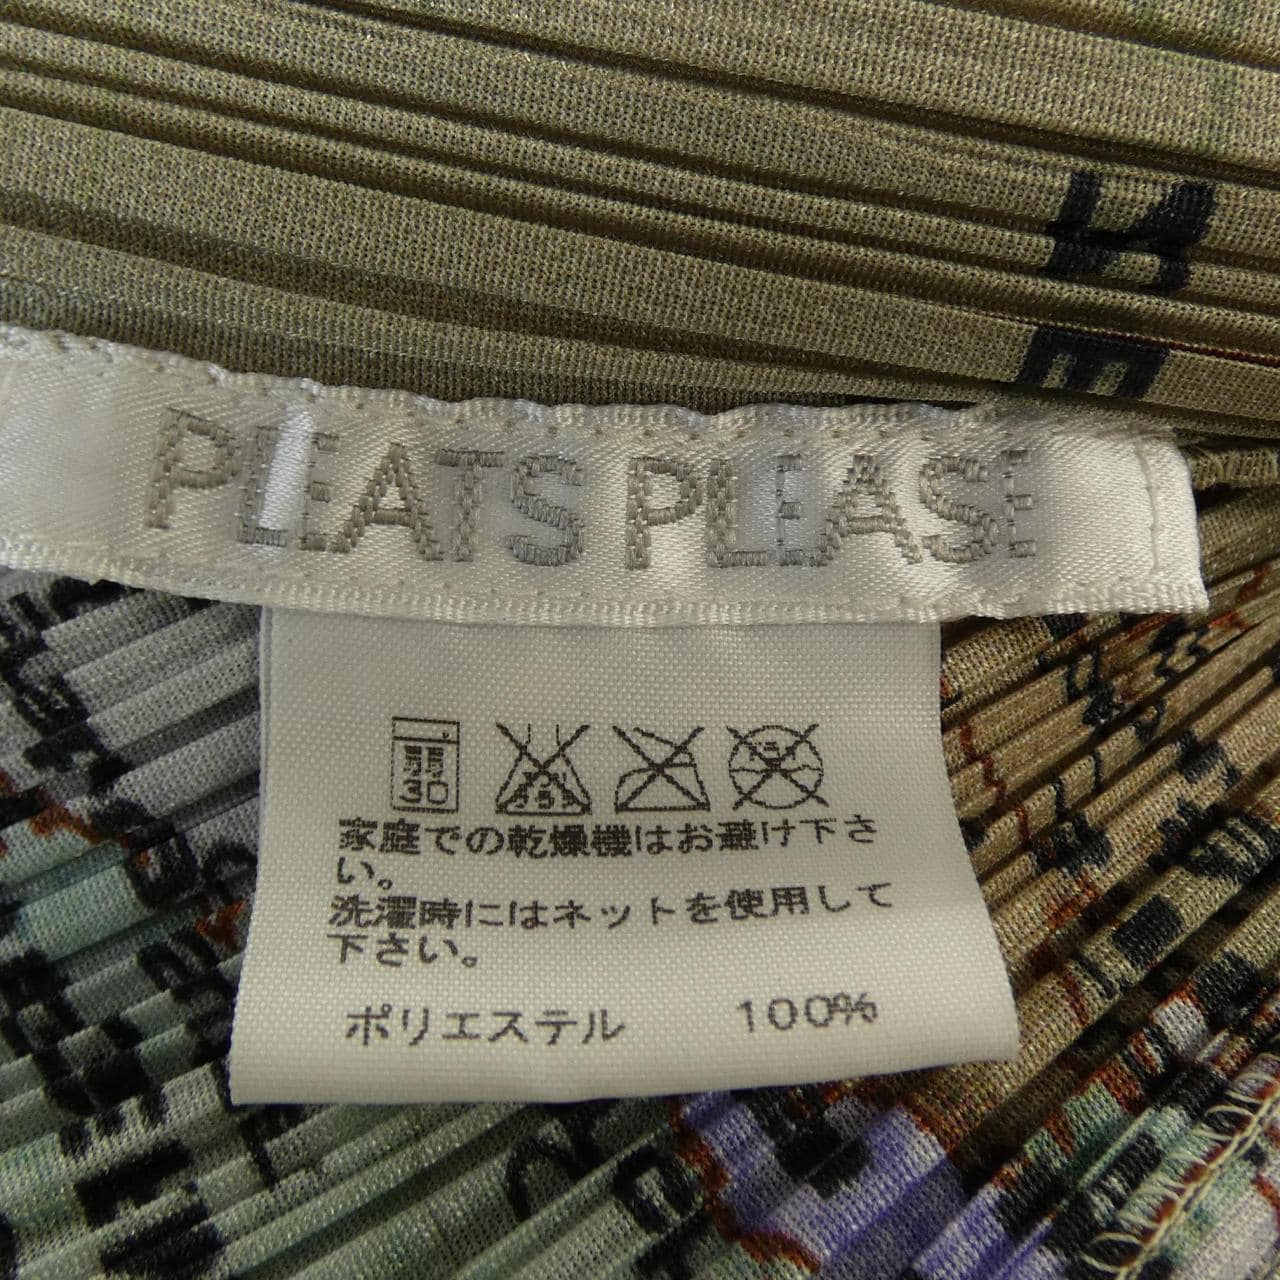 PLEATS PLEASE
弱
30
家庭での乾燥機はお避け下さ
い。
洗濯時にはネットを使用して
下さい。
ポリエステル 100%